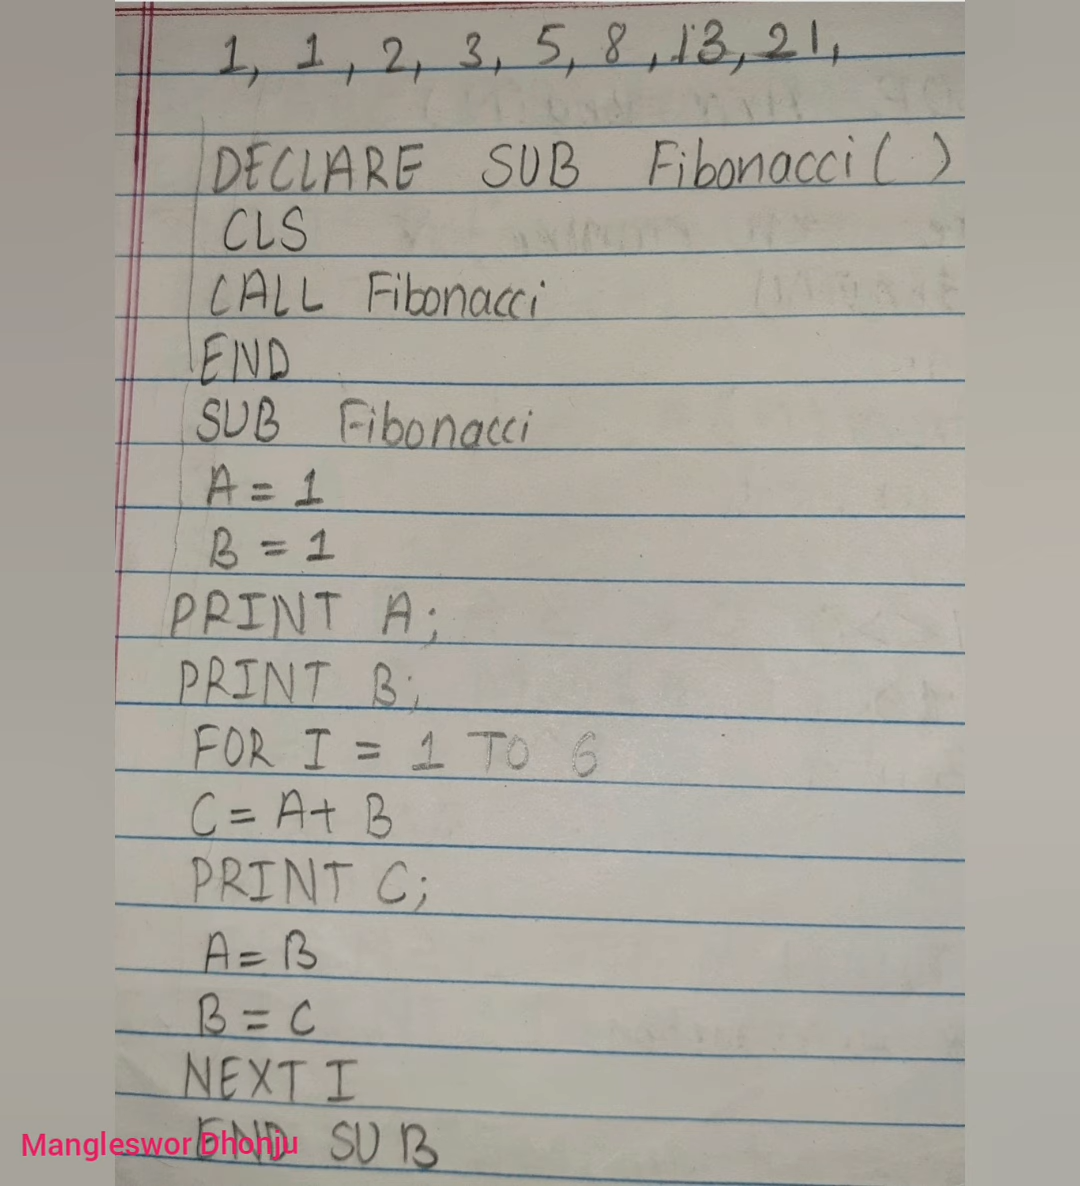 1, 1, 2, 3, 5, 8, 13, 21,
DECLARE SUB Fibonacci ( )
CLS
CALL Fibonacci
END
SUB Fibonacci
A = 1
B = 1
PRINT A;
PRINT B;
FOR I = 1 TO 6
C = A + B
PRINT C;
A = B
B = C
NEXT I
END SUB
Mangleswor Dhonju